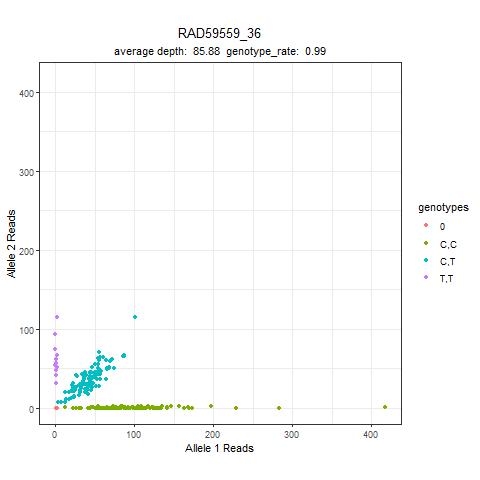 RAD59559_36
average depth:  85.88  genotype_rate:  0.99
400
300
200
100
0
Allele 2 Reads
0
100
200
300
400
Allele 1 Reads
genotypes
0
C,C
C,T
T,T